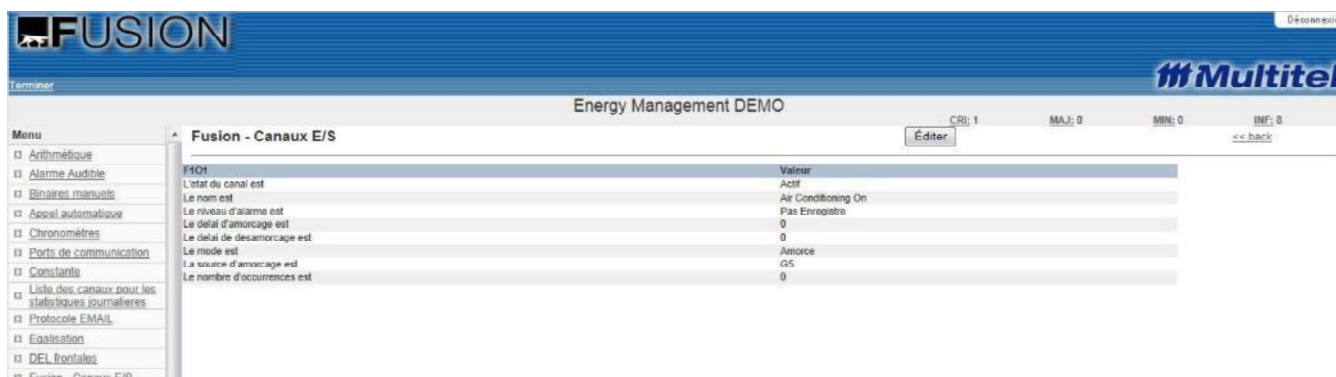 Déconnexio
FUSION
Multitel
Terminer
Energy Management DEMO
CRI: 1 MAJ: 0 MIN: 0 INF: 8
Menu
Fusion - Canaux E/S
Éditer
<< back
Arithmétique
Alarme Audible
Binaires manuels
Appel automatique
Chronomètres
Ports de communication
Constante
Liste des canaux pour les
statistiques journalieres
Protocole EMAIL
Egalisation
DEL frontales
Fusion - Canaux E/S
F1O1 Valeur
L'etat du canal est Actif
Le nom est Air Conditioning On
Le niveau d'alarme est Pas Enregistre
Le delai d'amorcage est 0
Le delai de desamorcage est 0
Le mode est Amorce
La source d'amorcage est G5
Le nombre d'occurrences est 0